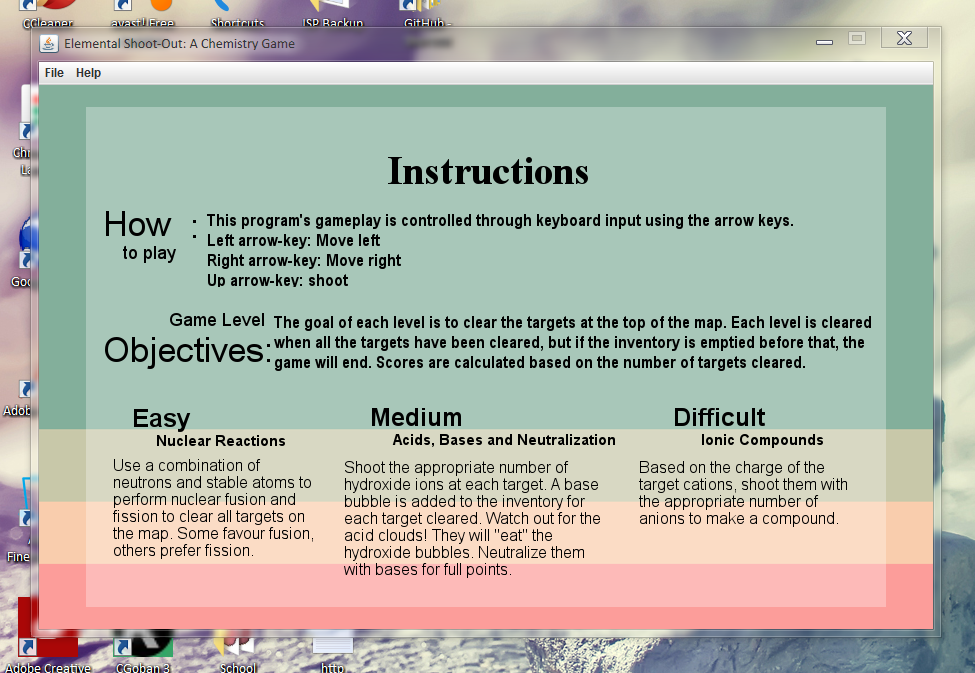 CCleaner avast! Free Shortcuts JSP Backup GitHub -
Elemental Shoot-Out: A Chemistry Game
File Help
Instructions
How
to play
:
This program's gameplay is controlled through keyboard input using the arrow keys.
Left arrow-key: Move left
Right arrow-key: Move right
Up arrow-key: shoot
Game Level
Objectives:
The goal of each level is to clear the targets at the top of the map. Each level is cleared
when all the targets have been cleared, but if the inventory is emptied before that, the
game will end. Scores are calculated based on the number of targets cleared.
Easy
Nuclear Reactions
Use a combination of
neutrons and stable atoms to
perform nuclear fusion and
fission to clear all targets on
the map. Some favour fusion,
others prefer fission.
Medium
Acids, Bases and Neutralization
Shoot the appropriate number of
hydroxide ions at each target. A base
bubble is added to the inventory for
each target cleared. Watch out for the
acid clouds! They will "eat" the
hydroxide bubbles. Neutralize them
with bases for full points.
Difficult
Ionic Compounds
Based on the charge of the
target cations, shoot them with
the appropriate number of
anions to make a compound.
Adobe Creative CGoban 3 School http